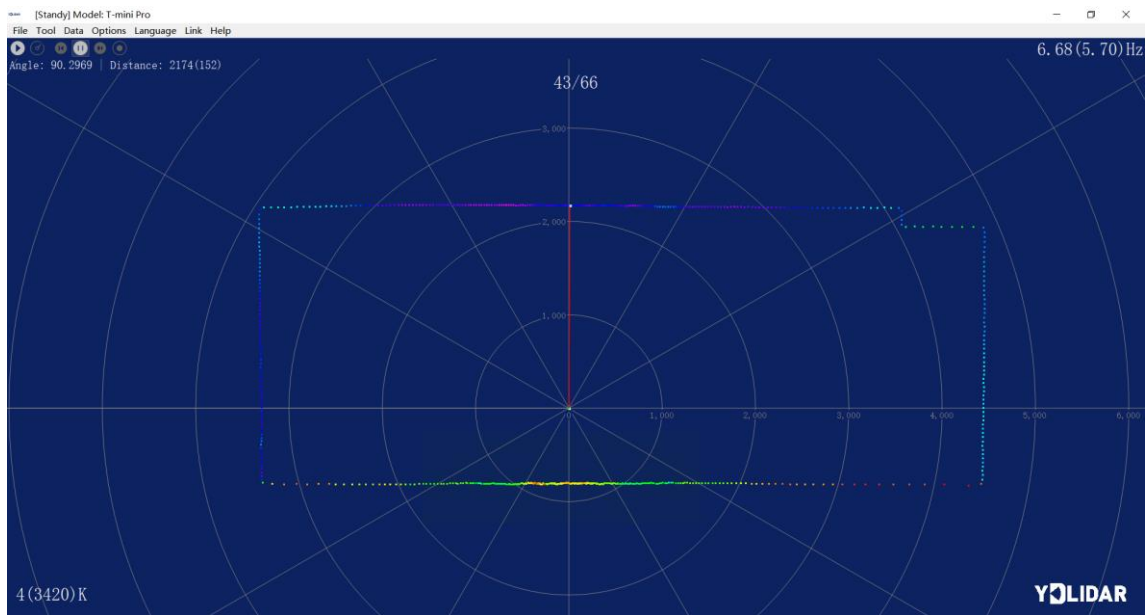 [Standy] Model: T-mini Pro
File Tool Data Options Language Link Help
Angle: 90.2969 | Distance: 2174(152)
6.68(5.70)Hz
43/66
3,000
2,000
1,000
0 1,000 2,000 3,000 4,000 5,000 6,000
4(3420)K
YDLIDAR